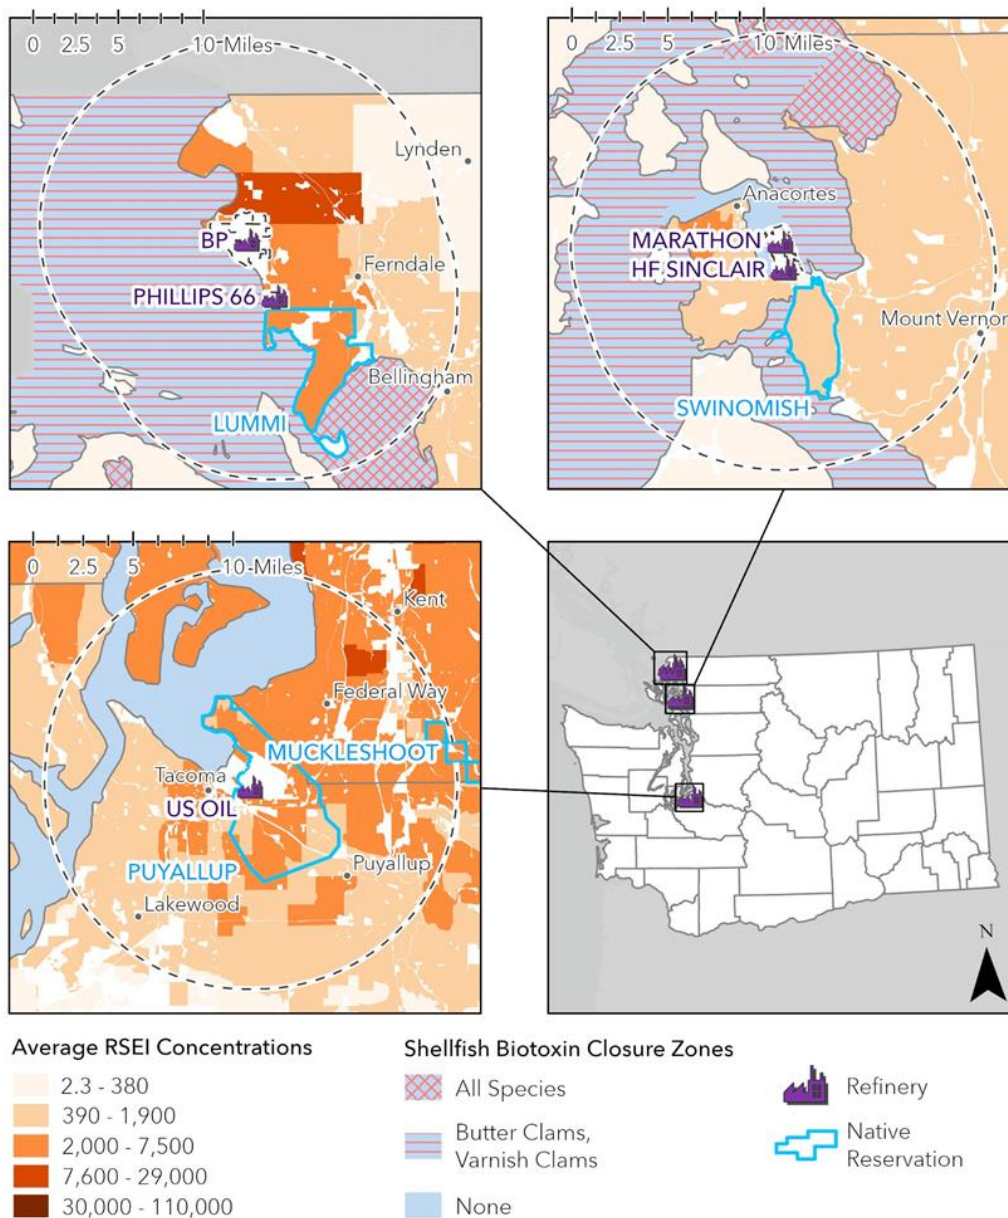 0 2.5 5 10 Miles
Lynden
BP
Ferndale
PHILLIPS 66
Bellingham
LUMMI
0 2.5 5 10 Miles
Anacortes
MARATHON
HF SINCLAIR
Mount Vernon
SWINOMISH
0 2.5 5 10 Miles
Kent
Federal Way
MUCKLESHOOT
Tacoma
US OIL
PUYALLUP
Puyallup
Lakewood
N
Average RSEI Concentrations
2.3 - 380
390 - 1,900
2,000 - 7,500
7,600 - 29,000
30,000 - 110,000
Shellfish Biotoxin Closure Zones
All Species
Butter Clams,
Varnish Clams
None
Refinery
Native
Reservation